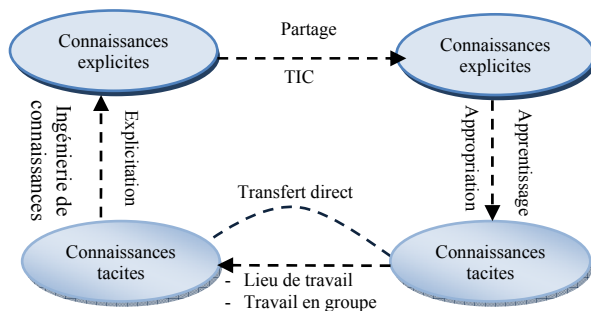 Connaissances
explicites
Partage
TIC
Connaissances
explicites
Ingénierie de
connaissances
Explicitation
Apprentissage
Appropriation
Transfert direct
Connaissances
tacites
Connaissances
tacites
- Lieu de travail
- Travail en groupe